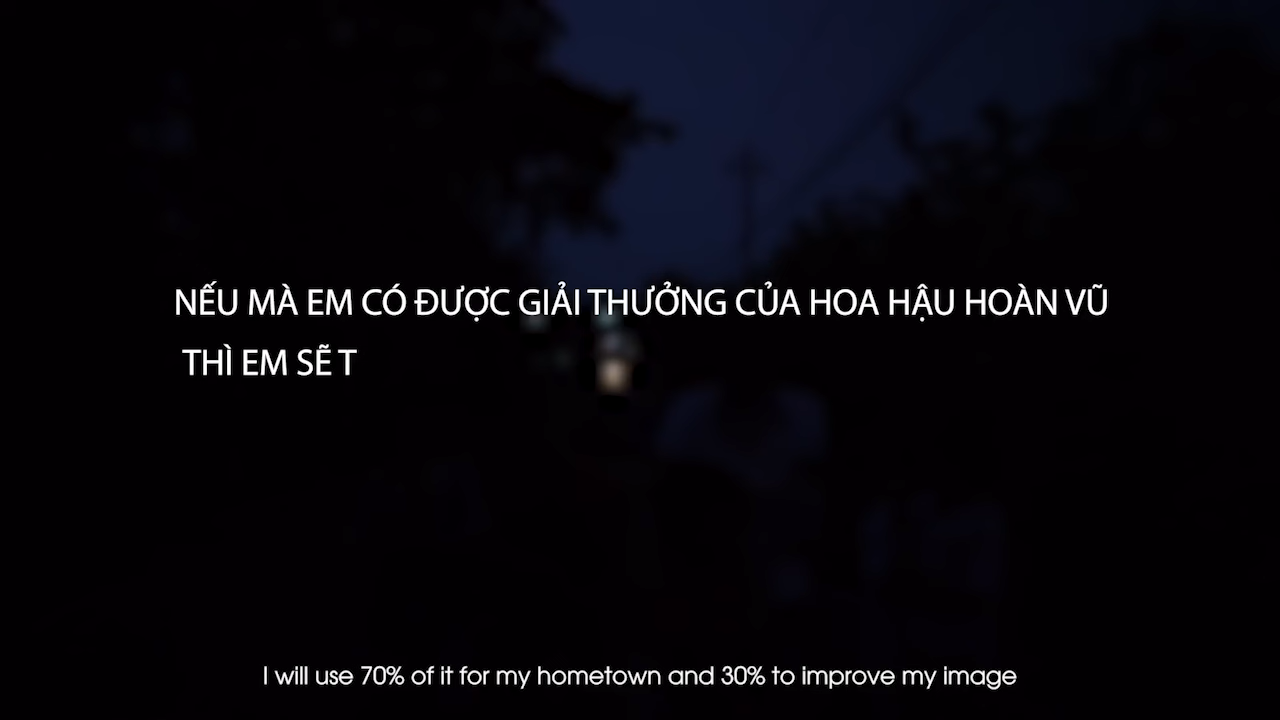 NẾU MÀ EM CÓ ĐƯỢC GIẢI THƯỞNG CỦA HOA HẬU HOÀN VŨ
THÌ EM SẼ T
I will use 70% of it for my hometown and 30% to improve my image